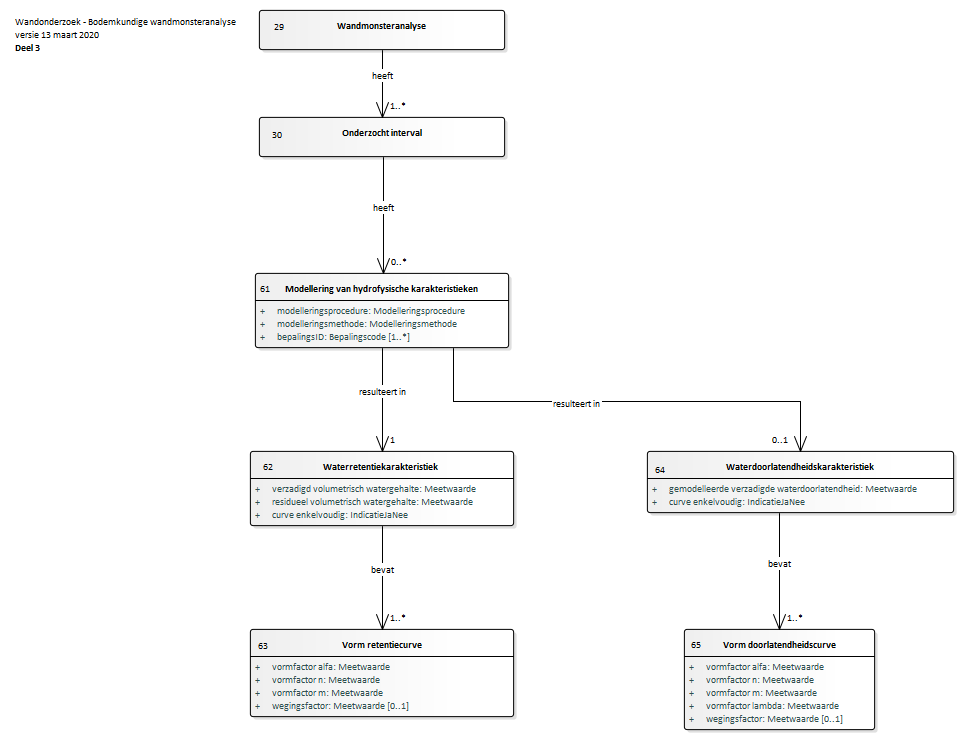 Wandonderzoek - Bodemkundige wandmonsteranalyse
versie 13 maart 2020
Deel 3
29 Wandmonsteranalyse
heeft
1..*
30 Onderzocht interval
heeft
0..*
61 Modellering van hydrofysische karakteristieken
+ modelleringsprocedure: Modelleringsprocedure
+ modelleringsmethode: Modelleringsmethode
+ bepalingsID: Bepalingscode [1..*]
resulteert in
1
resulteert in
0..1
62 Waterretentiekarakteristiek
+ verzadigd volumetrisch watergehalte: Meetwaarde
+ residueel volumetrisch watergehalte: Meetwaarde
+ curve enkelvoudig: IndicatieJaNee
64 Waterdoorlatendheidskarakteristiek
+ gemodelleerde verzadigde waterdoorlatendheid: Meetwaarde
+ curve enkelvoudig: IndicatieJaNee
bevat
1..*
bevat
1..*
63 Vorm retentiecurve
+ vormfactor alfa: Meetwaarde
+ vormfactor n: Meetwaarde
+ vormfactor m: Meetwaarde
+ wegingsfactor: Meetwaarde [0..1]
65 Vorm doorlatendheidscurve
+ vormfactor alfa: Meetwaarde
+ vormfactor n: Meetwaarde
+ vormfactor m: Meetwaarde
+ vormfactor lambda: Meetwaarde
+ wegingsfactor: Meetwaarde [0..1]